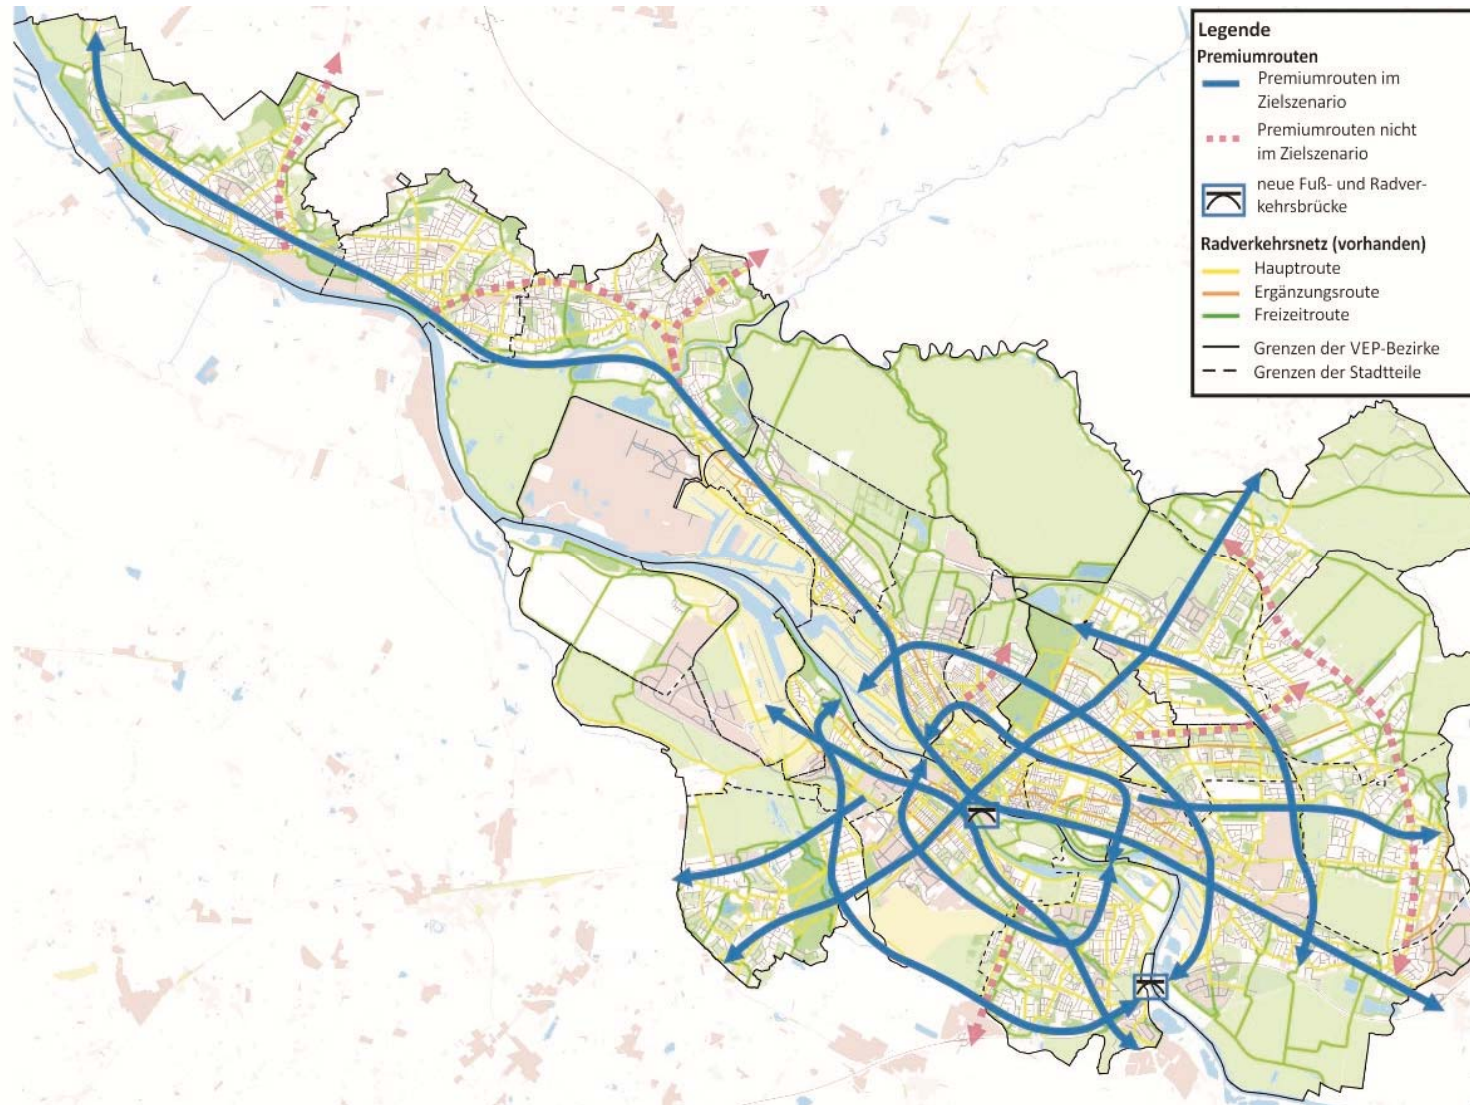 Legende
Premiumrouten
Premiumrouten im
Zielszenario
Premiumrouten nicht
im Zielszenario
neue Fuß- und Radver-
kehrsbrücke
Radverkehrsnetz (vorhanden)
Hauptroute
Ergänzungsroute
Freizeitroute
Grenzen der VEP-Bezirke
Grenzen der Stadtteile